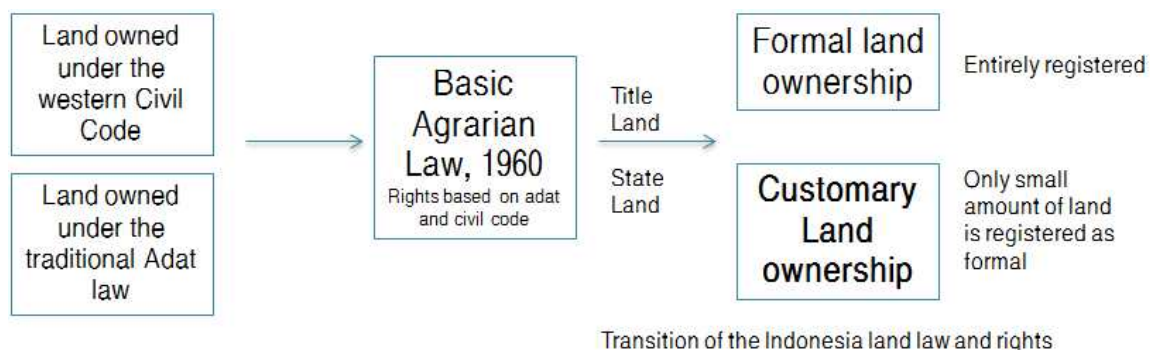 Land owned
under the
western Civil
Code
Land owned
under the
traditional Adat
law
Basic
Agrarian
Law, 1960
Rights based on adat
and civil code
Title
Land
State
Land
Formal land
ownership
Entirely registered
Customary
Land
ownership
Only small
amount of land
is registered as
formal
Transition of the Indonesia land law and rights